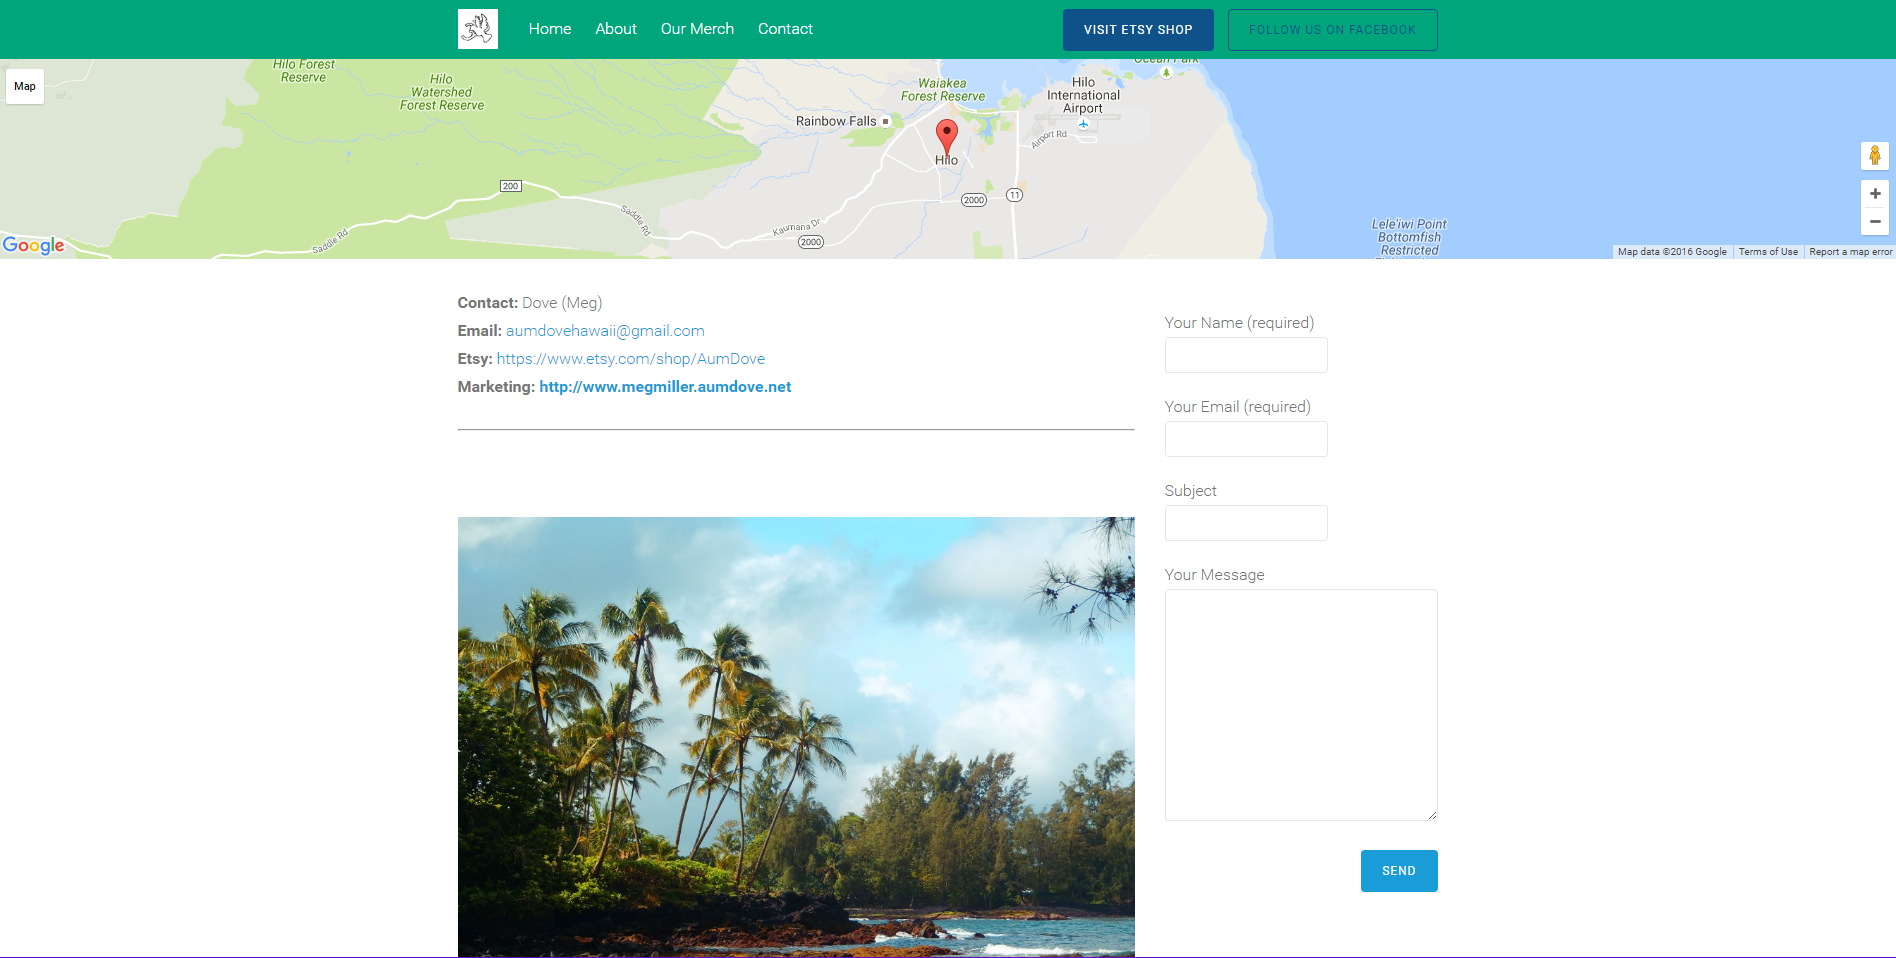 Home About Our Merch Contact VISIT ETSY SHOP FOLLOW US ON FACEBOOK
Map
Hilo Forest
Reserve
Hilo
Watershed
Forest Reserve
Rainbow Falls
Waiakea
Forest Reserve
Hilo
Ocean Park
Hilo
International
Airport
Airport Rd
200
Saddle Rd
Saddle Rd
Kaumana Dr
2000
2000
11
Lele'iwi Point
Bottomfish
Restricted
Google
Map data ©2016 Google Terms of Use Report a map error
Contact: Dove (Meg)
Email: aumdovehawaii@gmail.com
Etsy: https://www.etsy.com/shop/AumDove
Marketing: http://www.megmiller.aumdove.net
Your Name (required)
Your Email (required)
Subject
Your Message
SEND